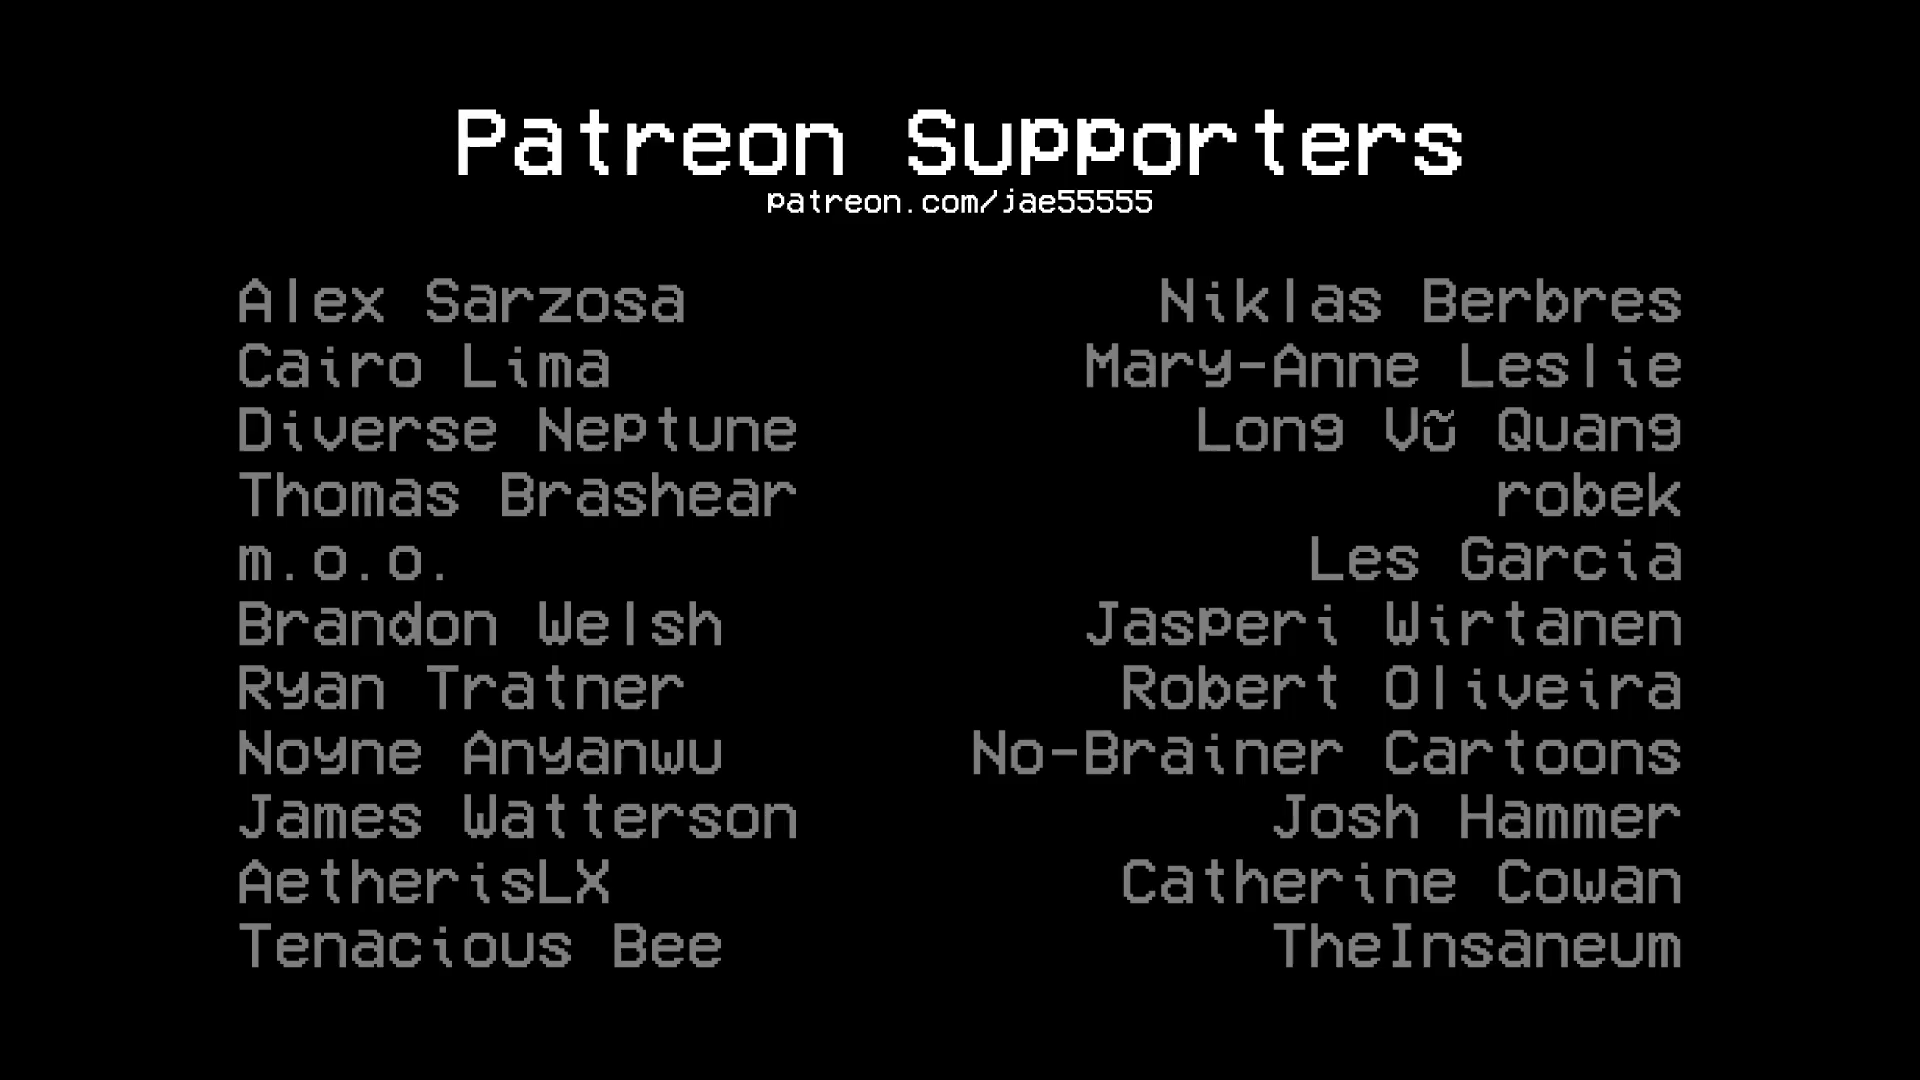 Patreon Supporters
patreon.com/jae55555
Alex Sarzosa
Cairo Lima
Diverse Neptune
Thomas Brashear
m.o.o.
Brandon Welsh
Ryan Tratner
Noyne Anyanwu
James Watterson
AetherisLX
Tenacious Bee
Niklas Berbres
Mary-Anne Leslie
Long Vũ Quang
robek
Les Garcia
Jasperi Wirtanen
Robert Oliveira
No-Brainer Cartoons
Josh Hammer
Catherine Cowan
TheInsaneum